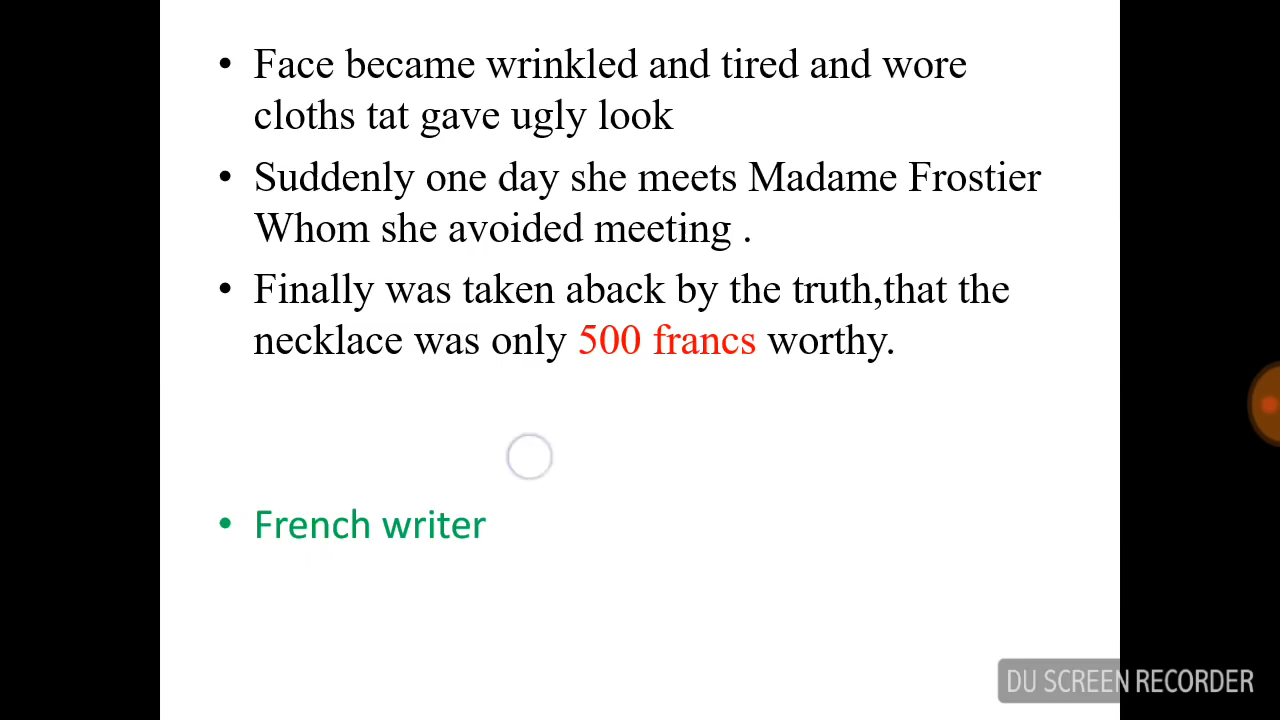 • Face became wrinkled and tired and wore
cloths tat gave ugly look
• Suddenly one day she meets Madame Frostier
Whom she avoided meeting .
• Finally was taken aback by the truth,that the
necklace was only 500 francs worthy.
• French writer
DU SCREEN RECORDER